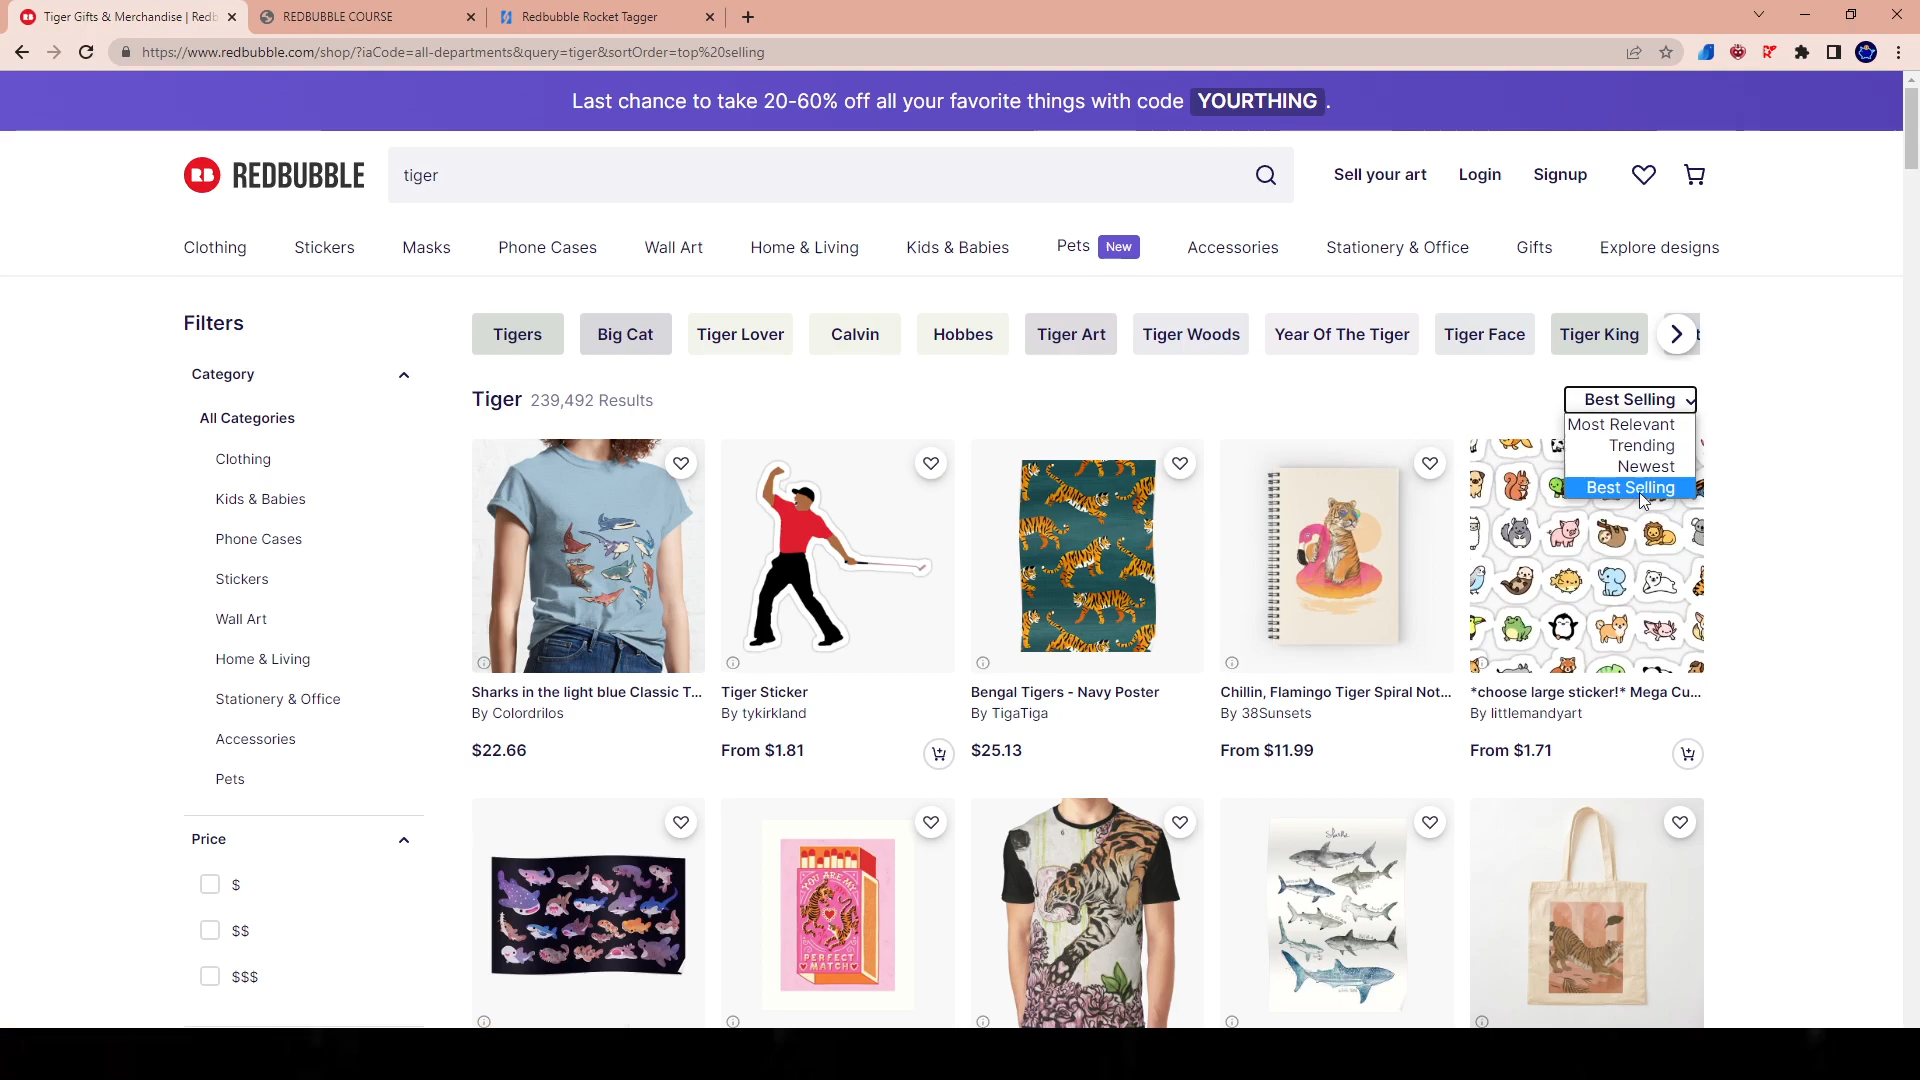 Tiger Gifts & Merchandise | Redb
REDBUBBLE COURSE
Redbubble Rocket Tagger
https://www.redbubble.com/shop/?iaCode=all-departments&query=tiger&sortOrder=top%20selling
Last chance to take 20-60% off all your favorite things with code YOURTHING .
RB REDBUBBLE
tiger
Sell your art
Login
Signup
Clothing
Stickers
Masks
Phone Cases
Wall Art
Home & Living
Kids & Babies
Pets New
Accessories
Stationery & Office
Gifts
Explore designs
Filters
Tigers
Big Cat
Tiger Lover
Calvin
Hobbes
Tiger Art
Tiger Woods
Year Of The Tiger
Tiger Face
Tiger King
Category
All Categories
Clothing
Kids & Babies
Phone Cases
Stickers
Wall Art
Home & Living
Stationery & Office
Accessories
Pets
Price
$
$$
$$$
Tiger 239,492 Results
Best Selling
Most Relevant
Trending
Newest
Best Selling
Sharks in the light blue Classic T...
By Colordrilos
$22.66
Tiger Sticker
By tykirkland
From $1.81
Bengal Tigers - Navy Poster
By TigaTiga
$25.13
Chillin, Flamingo Tiger Spiral Not...
By 38Sunsets
From $11.99
*choose large sticker!* Mega Cu...
By littlemandyart
From $1.71
YOU ARE MY
PERFECT
MATCH
Sharks